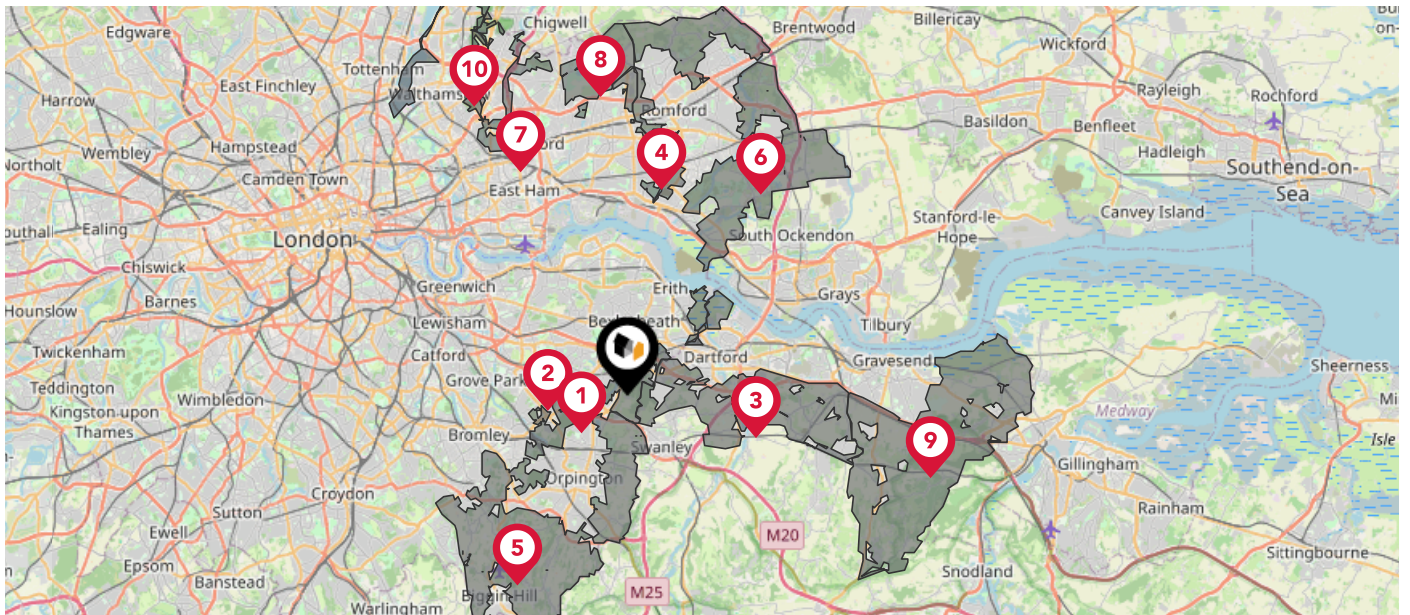 Edgware
Chigwell
Brentwood
Billericay
Wickford
Tottenham
East Finchley
8
10
Harrow
Rayleigh
Rochford
Romford
Basildon
Benfleet
Wembley
Hampstead
7
4
6
Hadleigh
Northolt
Camden Town
East Ham
Southend-on-
Sea
Canvey Island
Stanford-le-
Hope
Ealing
London
South Ockendon
Chiswick
Greenwich
Erith
Grays
Barnes
Hounslow
Lewisham
Tilbury
Twickenham
Catford
Dartford
Gravesend
Sheerness
Teddington
Grove Park
2
1
3
Wimbledon
Kingston upon
Thames
Medway
Bromley
Swanley
9
Isle
Gillingham
Orpington
Croydon
Rainham
Sutton
Ewell
5
M20
Epsom
Sittingbourne
Banstead
Snodland
Biggin Hill
M25
Warlingham